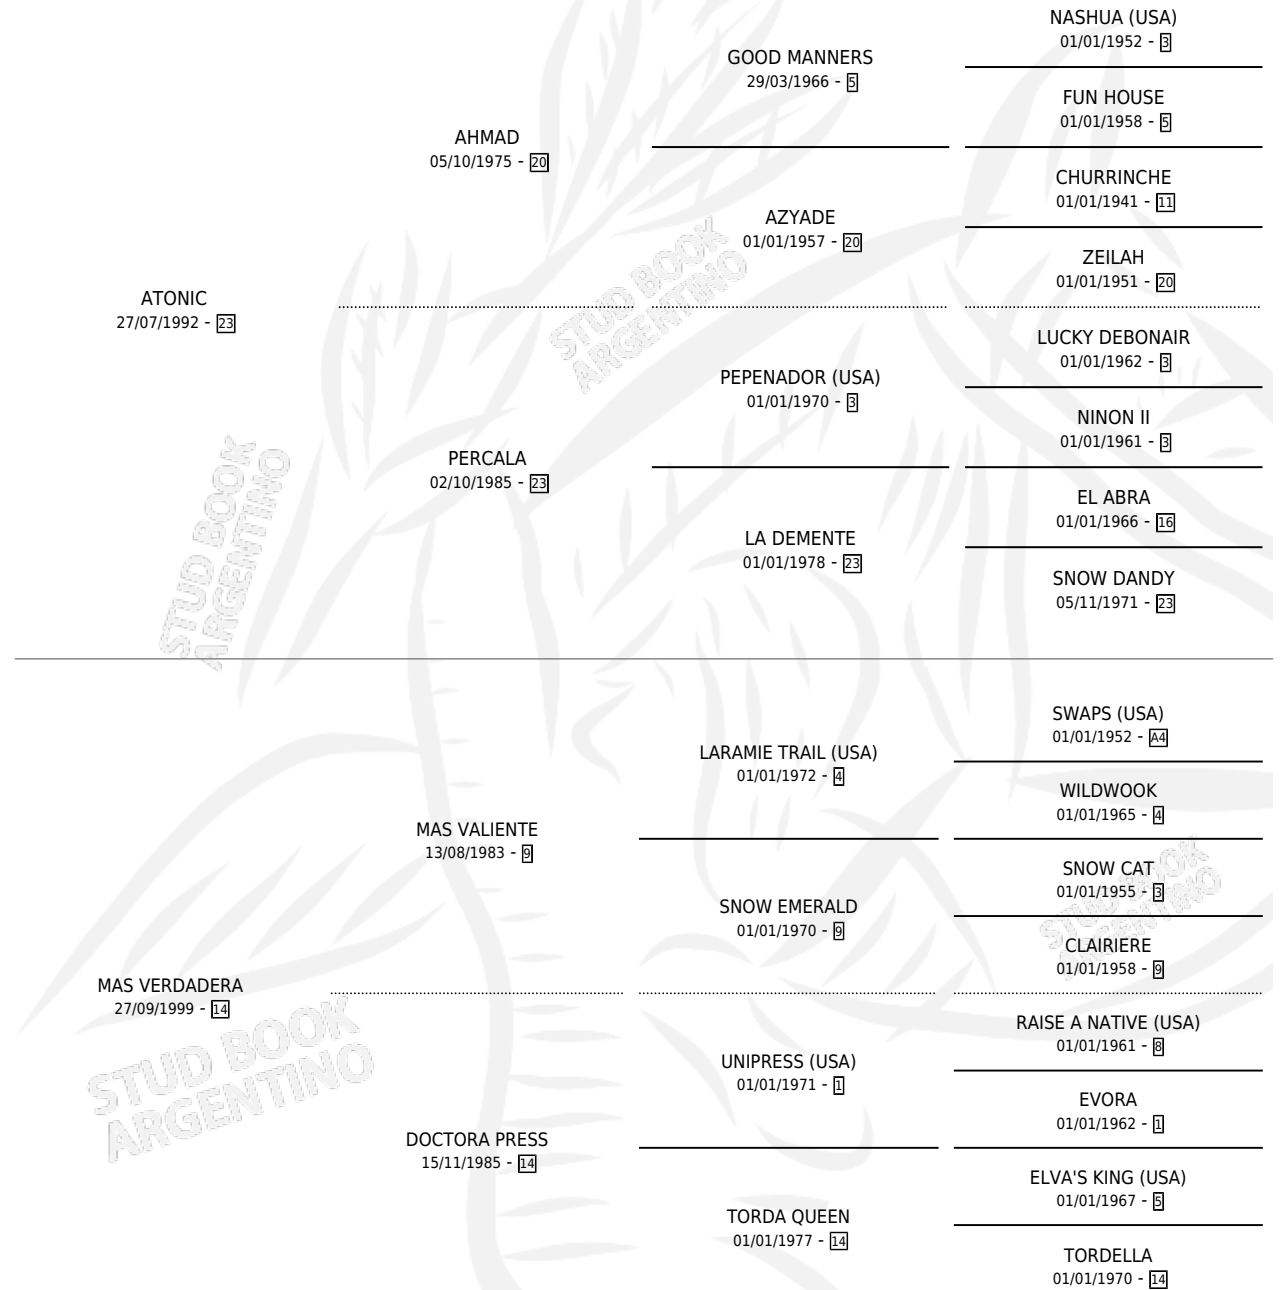 NASHUA (USA)
01/01/1952 - 3
GOOD MANNERS
29/03/1966 - 5
FUN HOUSE
01/01/1958 - 5
AHMAD
05/10/1975 - 20
CHURRINCHE
01/01/1941 - 11
AZYADE
01/01/1957 - 20
ZEILAH
01/01/1951 - 20
STUD BOOK
ARGENTINO
ATONIC
27/07/1992 - 23
LUCKY DEBONAIR
01/01/1962 - 3
PEPENADOR (USA)
01/01/1970 - 3
NINON II
01/01/1961 - 3
PERCALA
02/10/1985 - 23
EL ABRA
01/01/1966 - 16
LA DEMENTE
01/01/1978 - 23
SNOW DANDY
05/11/1971 - 23
STUD BOOK
ARGENTINO
SWAPS (USA)
01/01/1952 - A4
LARAMIE TRAIL (USA)
01/01/1972 - 4
WILDWOOK
01/01/1965 - 4
MAS VALIENTE
13/08/1983 - 9
SNOW CAT
01/01/1955 - 3
SNOW EMERALD
01/01/1970 - 9
CLAIRIERE
01/01/1958 - 9
STUD BOOK
ARGENTINO
MAS VERDADERA
27/09/1999 - 14
RAISE A NATIVE (USA)
01/01/1961 - 8
UNIPRESS (USA)
01/01/1971 - 1
EVORA
01/01/1962 - 1
STUD BOOK
ARGENTINO
DOCTORA PRESS
15/11/1985 - 14
ELVA'S KING (USA)
01/01/1967 - 5
TORDA QUEEN
01/01/1977 - 14
TORDELLA
01/01/1970 - 14